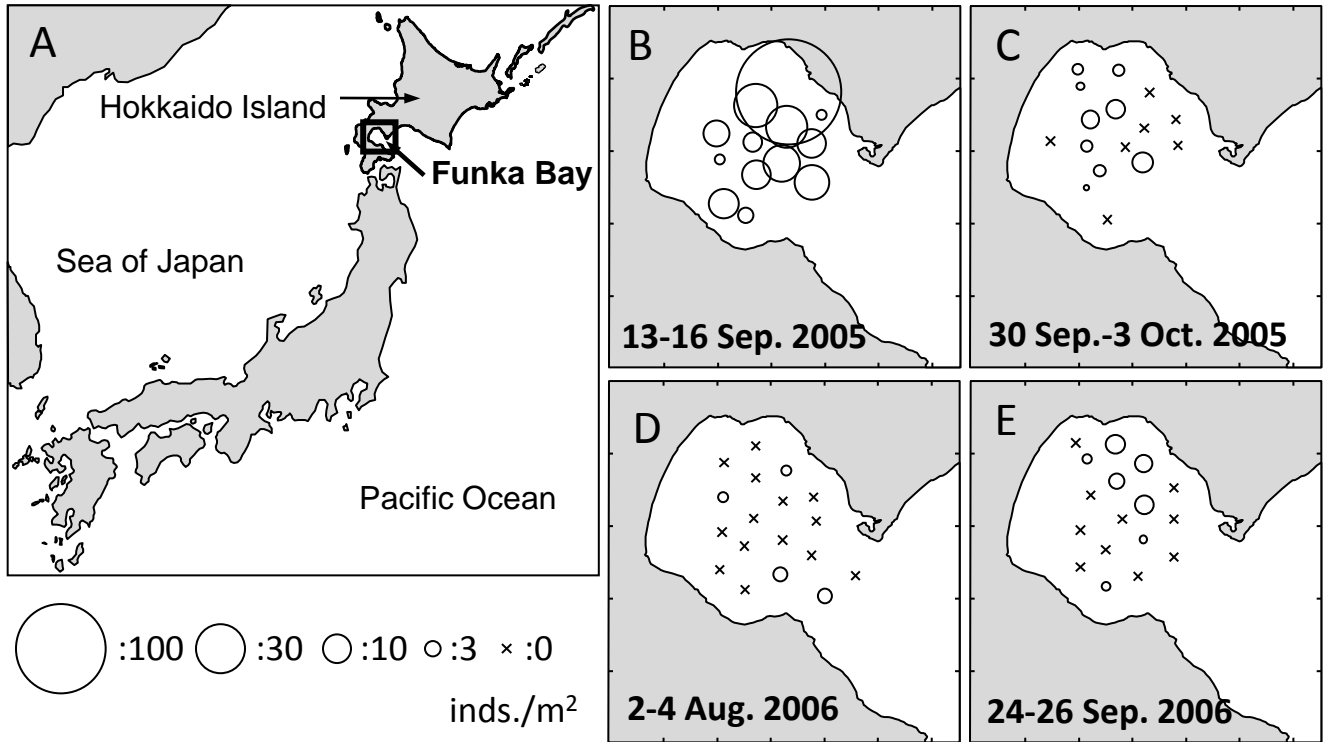 A
Hokkaido Island
Funka Bay
Sea of Japan
Pacific Ocean
:100 :30 :10 :3 × :0
inds./m²
B
13-16 Sep. 2005
C
30 Sep.-3 Oct. 2005
D
2-4 Aug. 2006
E
24-26 Sep. 2006